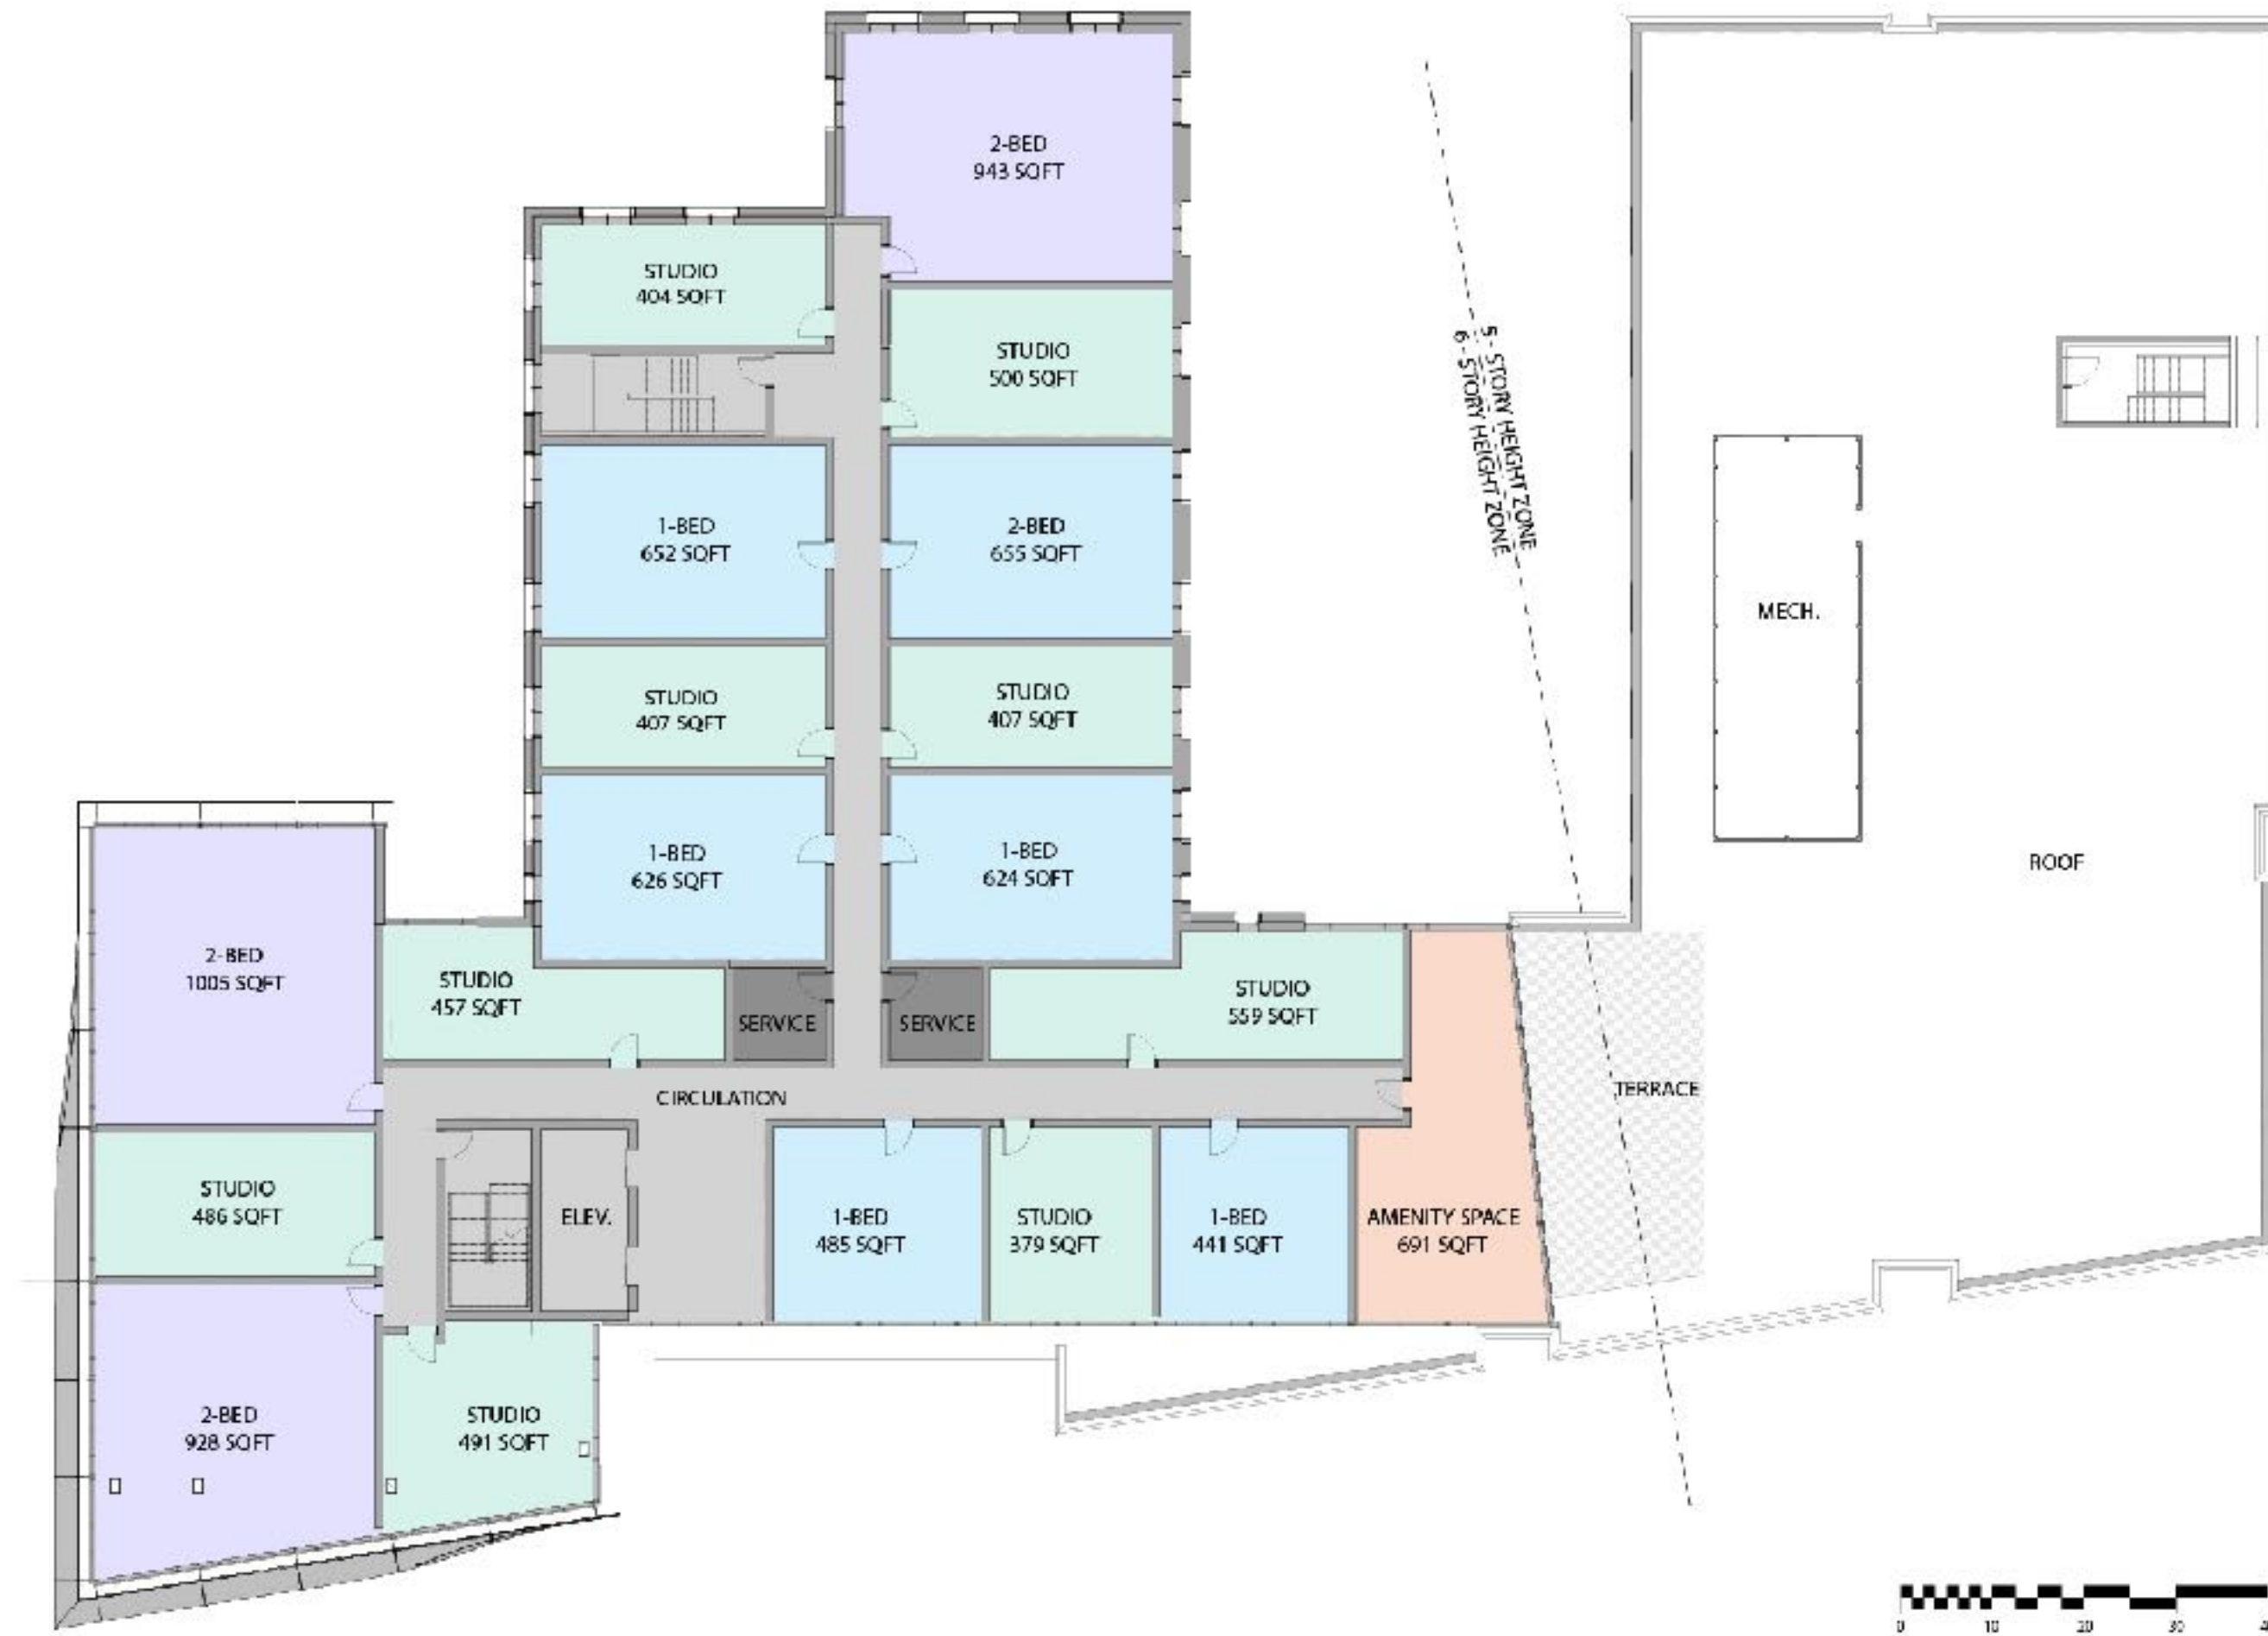 2-BED
943 SQFT
STUDIO
404 SQFT
STUDIO
500 SQFT
5 - STORY HEIGHT ZONE
6 - STORY HEIGHT ZONE
1-BED
652 SQFT
2-BED
655 SQFT
MECH.
STUDIO
407 SQFT
STUDIO
407 SQFT
1-BED
626 SQFT
1-BED
624 SQFT
ROOF
2-BED
1005 SQFT
STUDIO
457 SQFT
SERVICE
SERVICE
STUDIO
559 SQFT
CIRCULATION
TERRACE
STUDIO
486 SQFT
ELEV.
1-BED
485 SQFT
STUDIO
379 SQFT
1-BED
441 SQFT
AMENITY SPACE
691 SQFT
2-BED
928 SQFT
STUDIO
491 SQFT
0 10 20 30